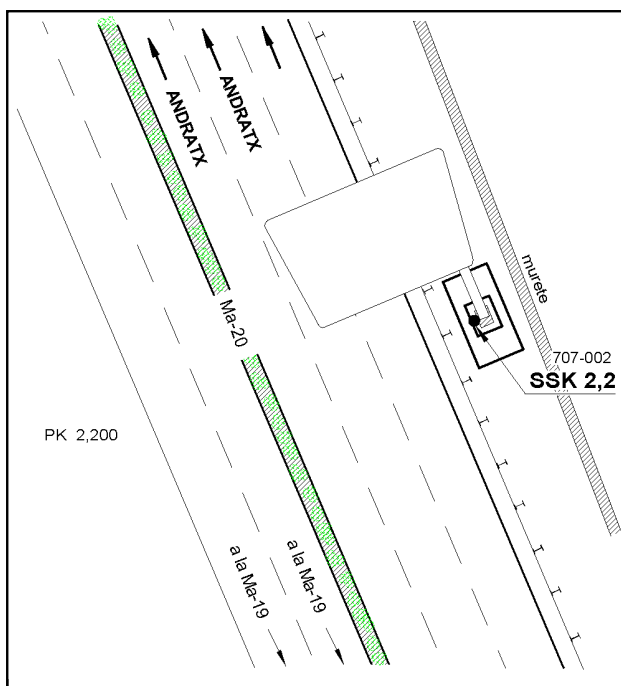 ANDRATX
ANDRATX
murete
Ma-20
707-002
SSK 2,2
PK 2,200
a la Ma-19
a la Ma-19